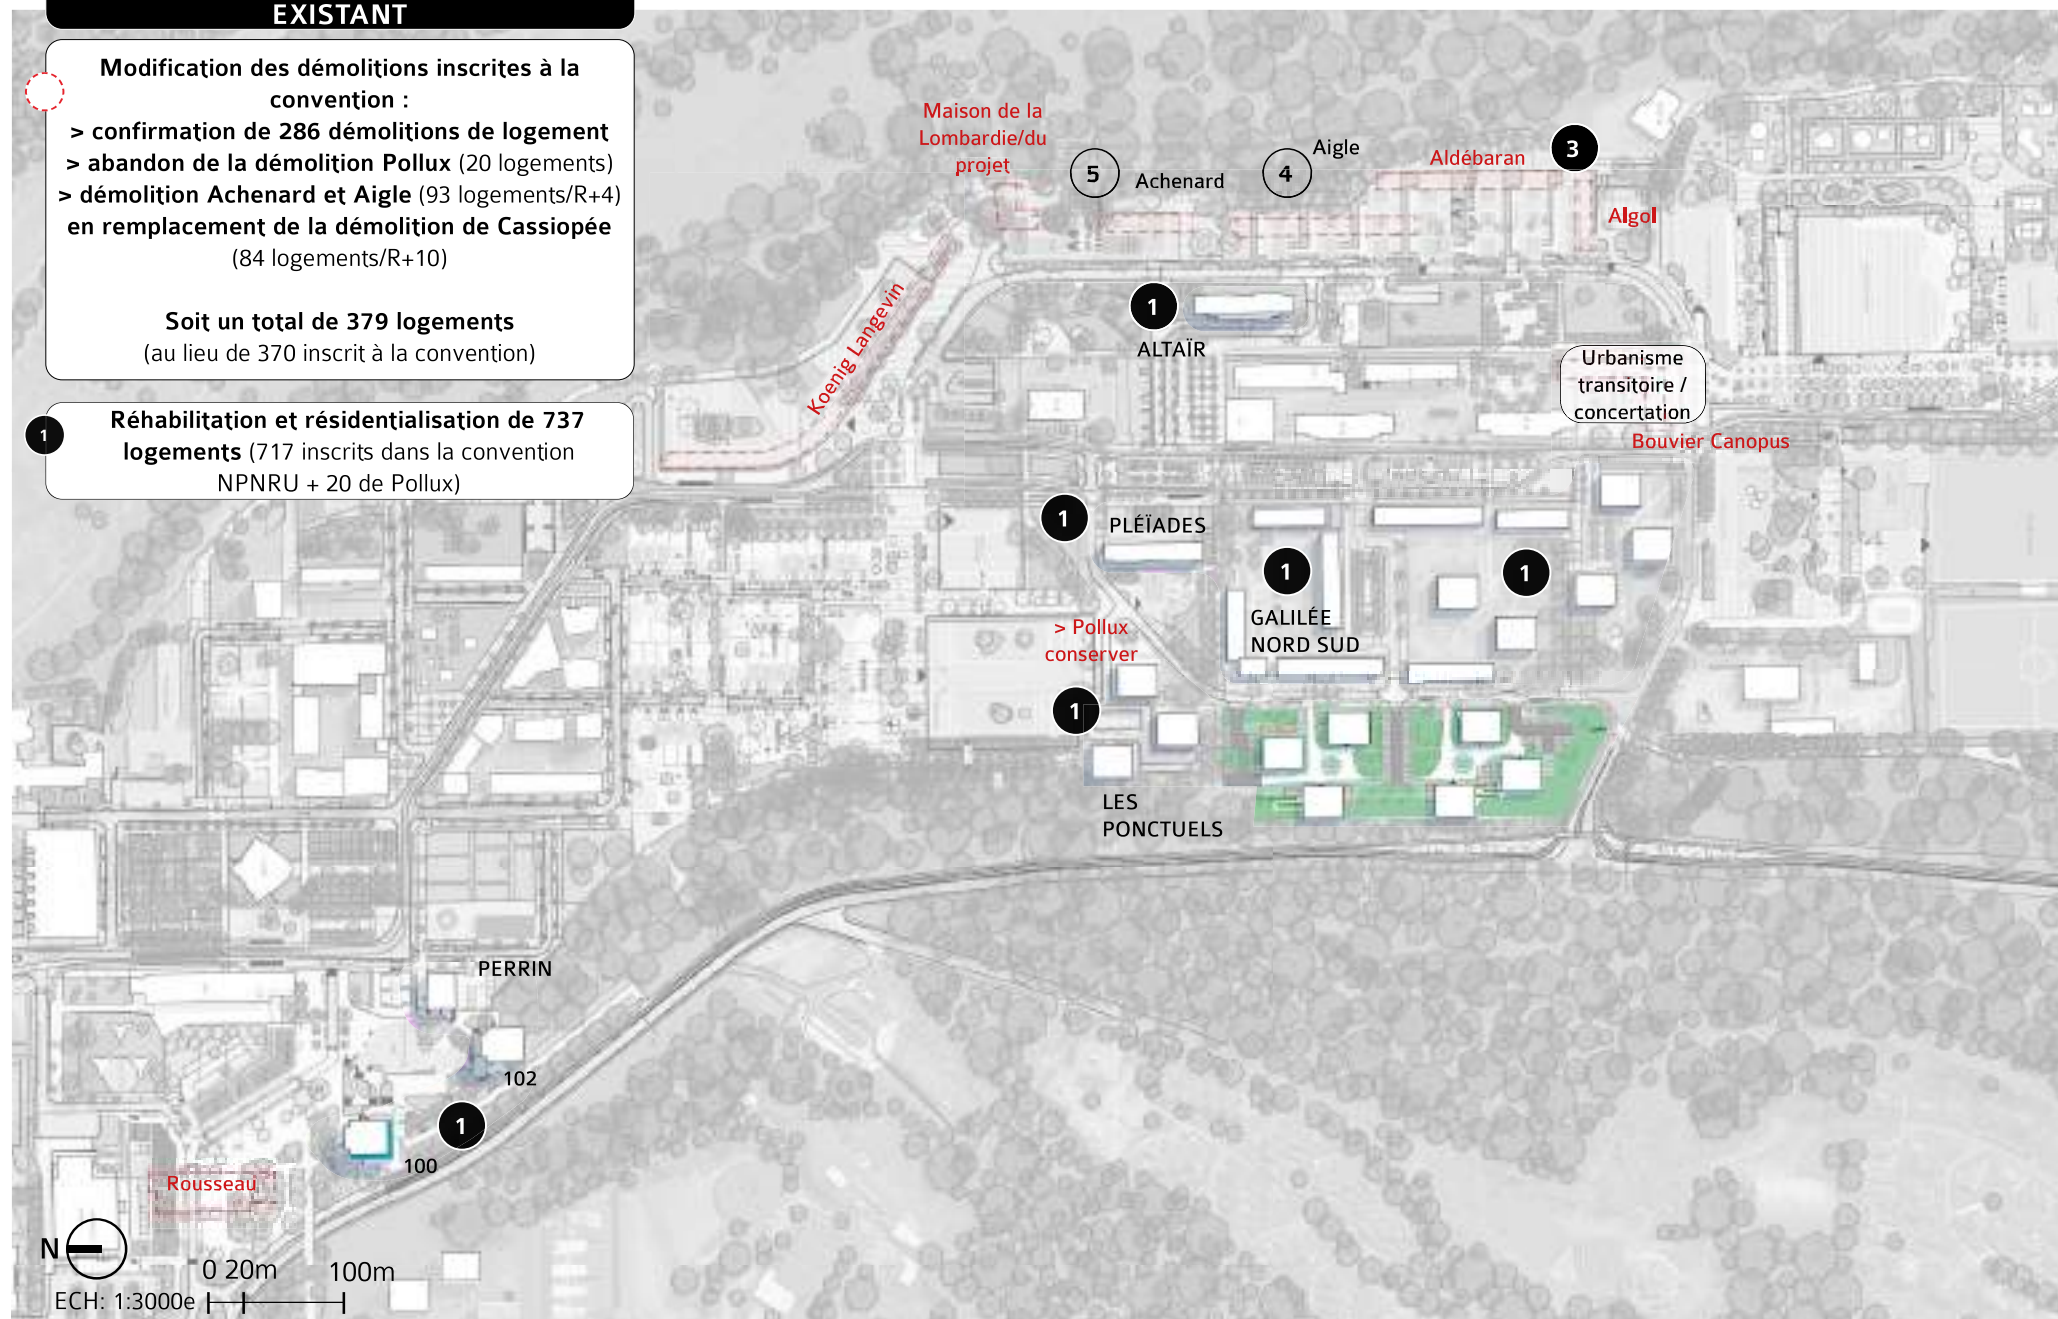 EXISTANT
Modification des démolitions inscrites à la
convention :
> confirmation de 286 démolitions de logement
> abandon de la démolition Pollux (20 logements)
> démolition Achenard et Aigle (93 logements/R+4)
en remplacement de la démolition de Cassiopée
(84 logements/R+10)
Soit un total de 379 logements
(au lieu de 370 inscrit à la convention)
1
Réhabilitation et résidentialisation de 737
logements (717 inscrits dans la convention
NPNRU + 20 de Pollux)
Maison de la
Lombardie/du
projet
5
Achenard
4
Aigle
Aldébaran
3
Algol
Koenig Langevin
1
ALTAÏR
Urbanisme
transitoire /
concertation
Bouvier Canopus
1
PLÉÏADES
1
GALILÉE
NORD SUD
1
> Pollux
conserver
1
LES
PONCTUELS
PERRIN
102
1
100
Rousseau
N
0 20m 100m
ECH: 1:3000e